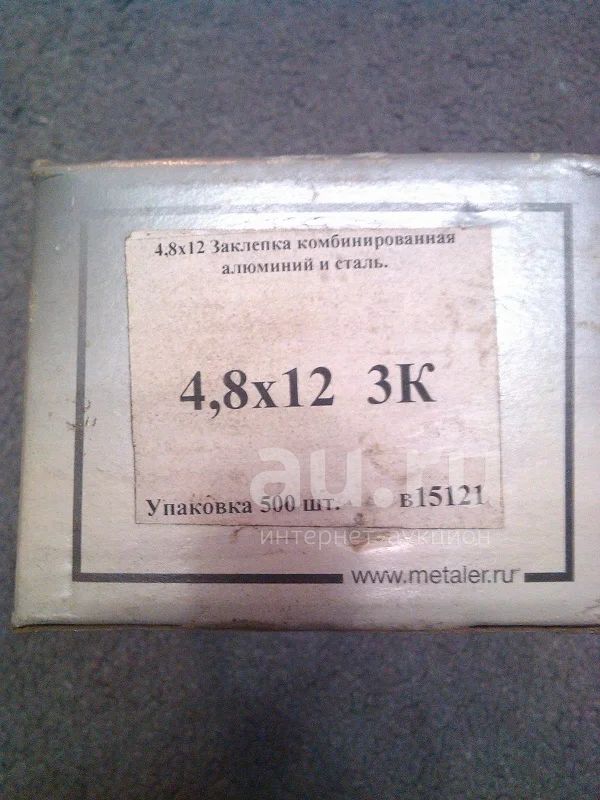 4,8х12 Заклепка комбинированная
алюминий и сталь.
4,8х12 ЗК
Упаковка 500 шт. в15121
au.ru
интернет-аукцион
www.metaler.ru